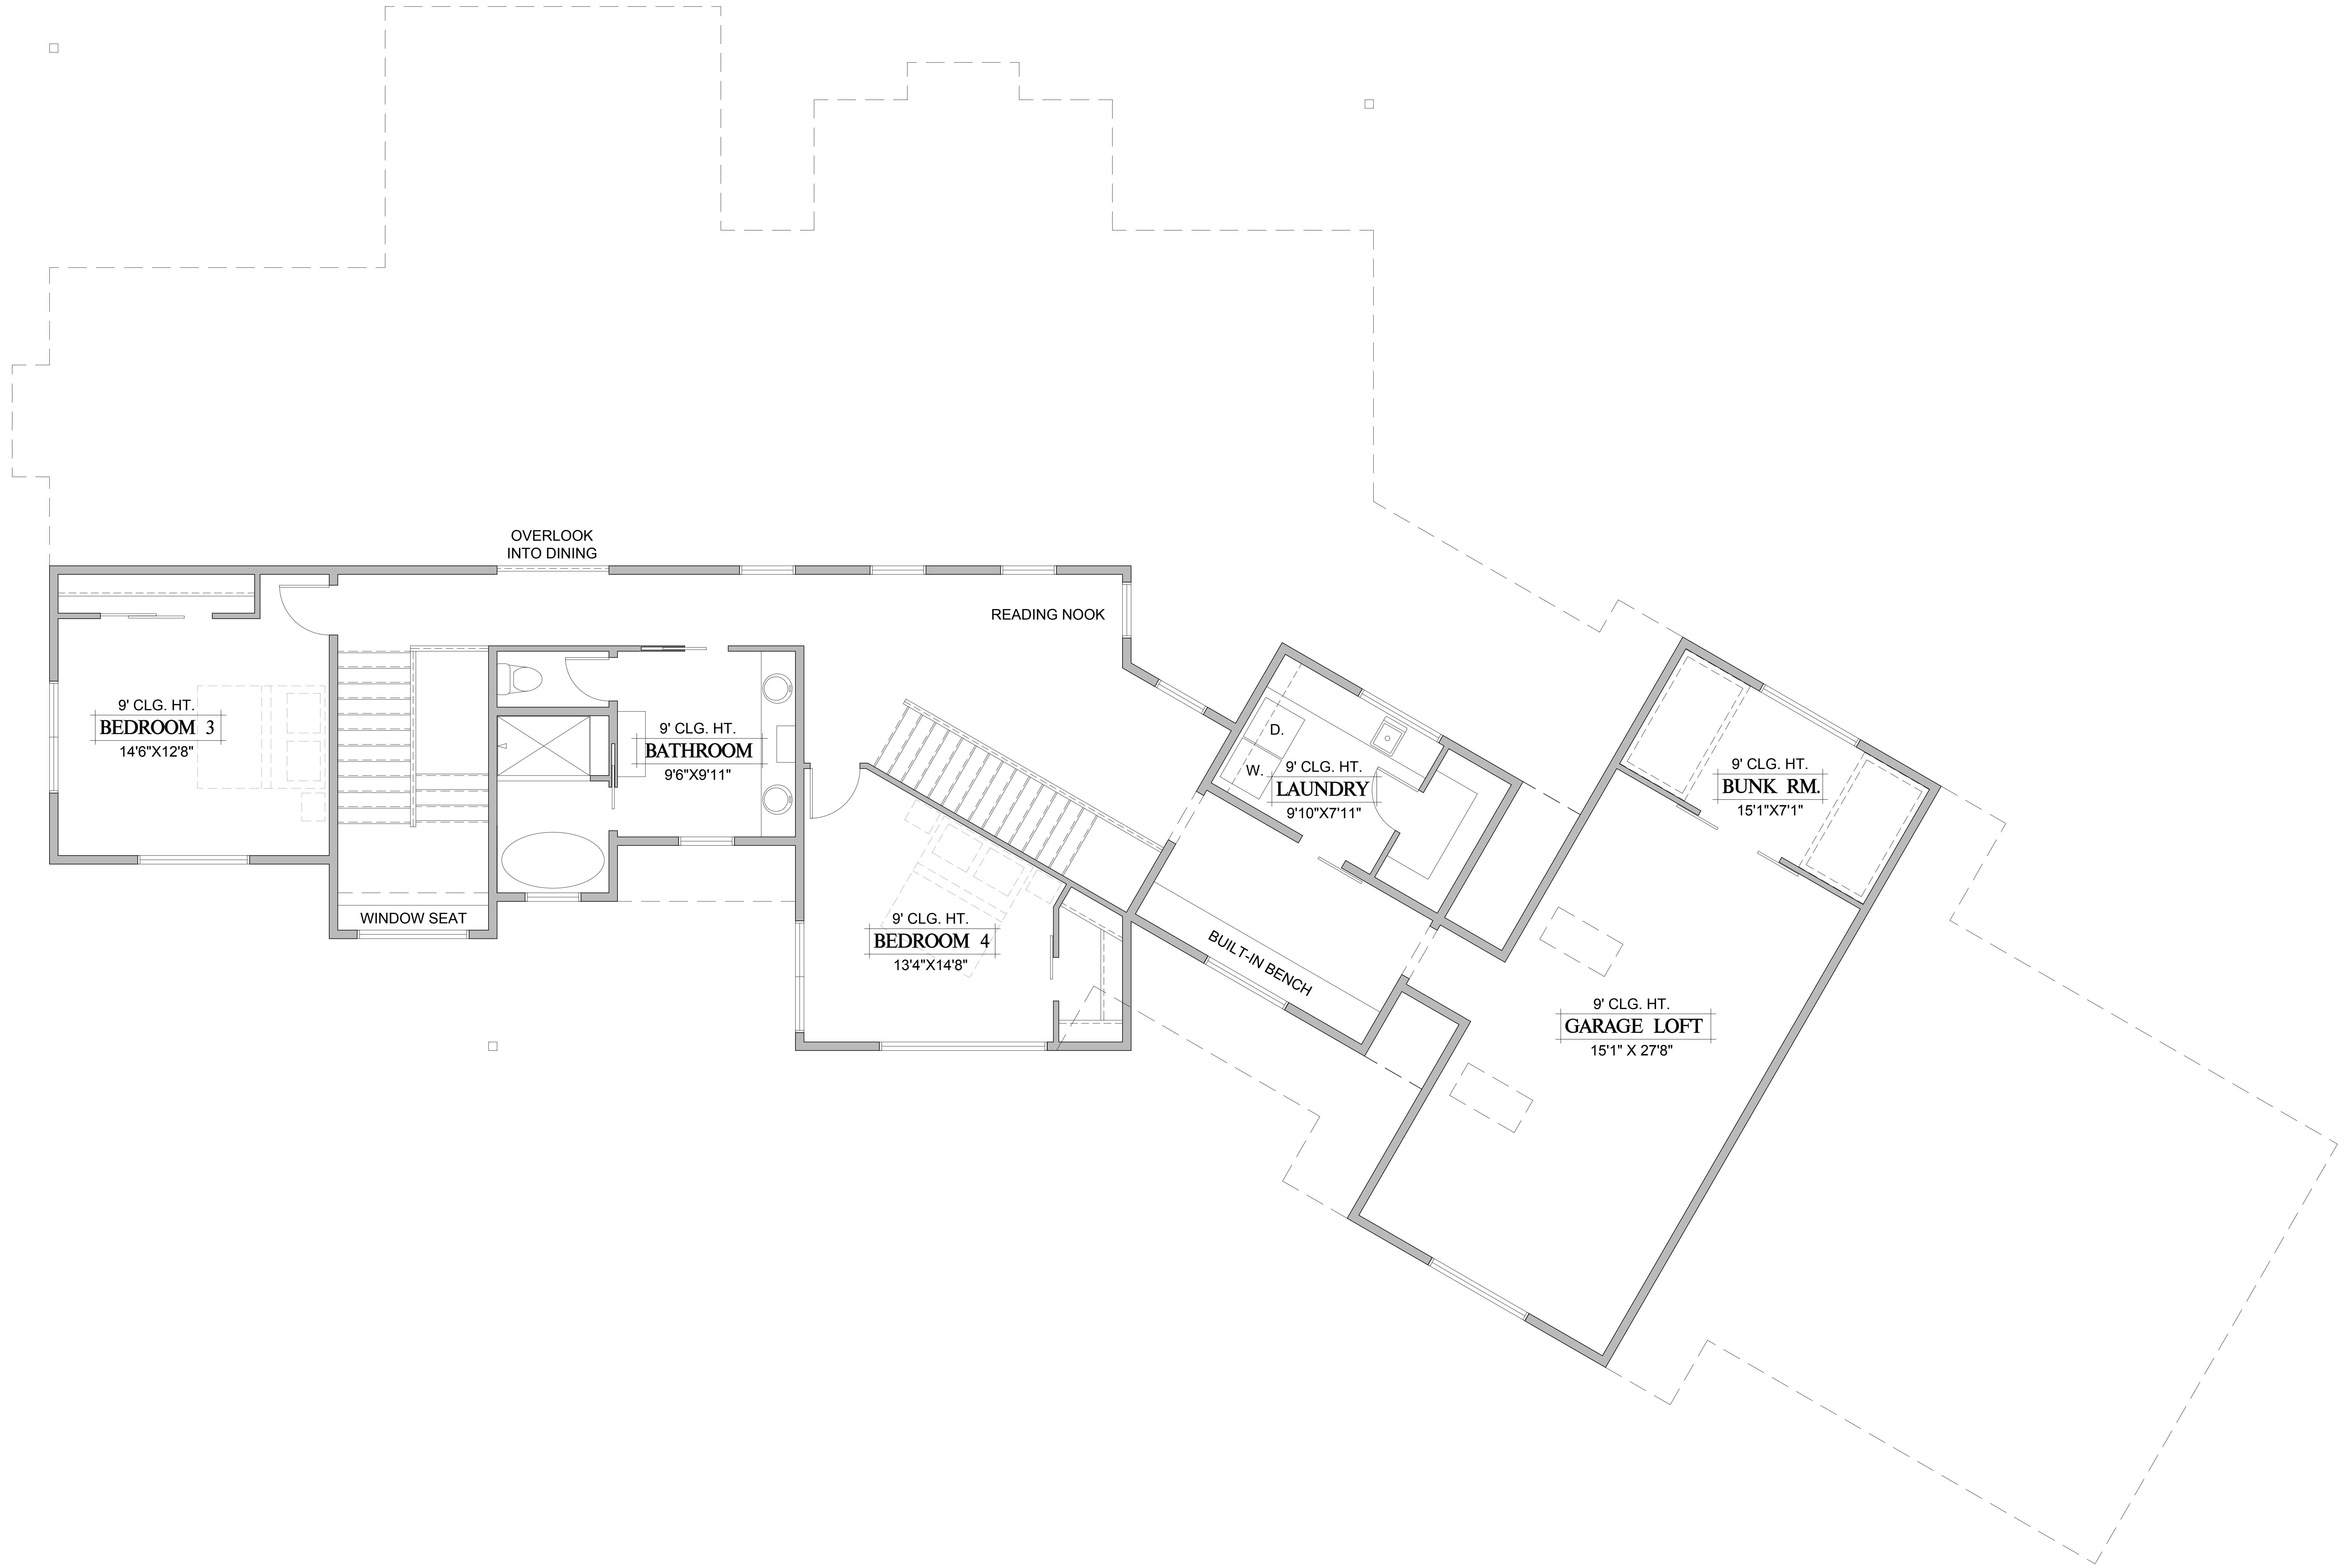 OVERLOOK
INTO DINING
READING NOOK
9' CLG. HT.
BEDROOM 3
14'6"X12'8"
9' CLG. HT.
BATHROOM
9'6"X9'11"
D.
W.
9' CLG. HT.
LAUNDRY
9'10"X7'11"
9' CLG. HT.
BUNK RM.
15'1"X7'1"
WINDOW SEAT
9' CLG. HT.
BEDROOM 4
13'4"X14'8"
BUILT-IN BENCH
9' CLG. HT.
GARAGE LOFT
15'1" X 27'8"